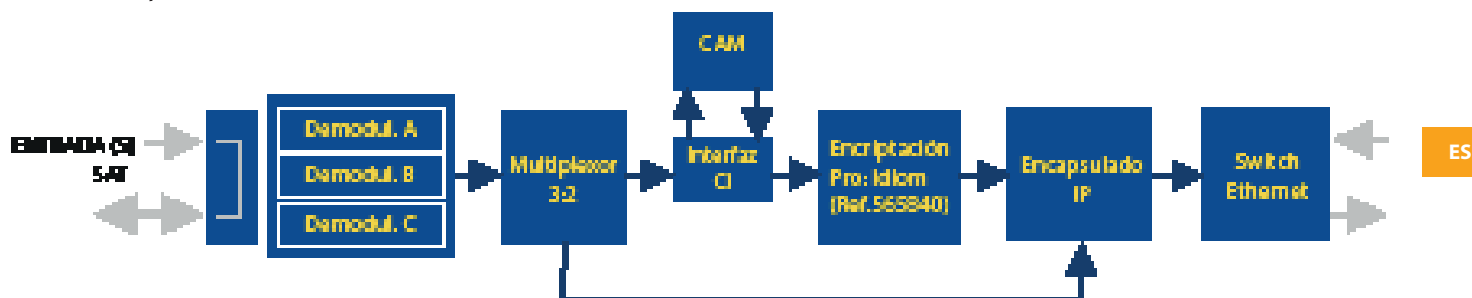 CAM
ENTRADA (S)
SAT
Demodul. A
Demodul. B
Demodul. C
Multiplexor
3:2
Interfaz
CI
Encriptación
Pro: Idiom
(Ref.565840)
Encapsulado
IP
Switch
Ethernet
ES